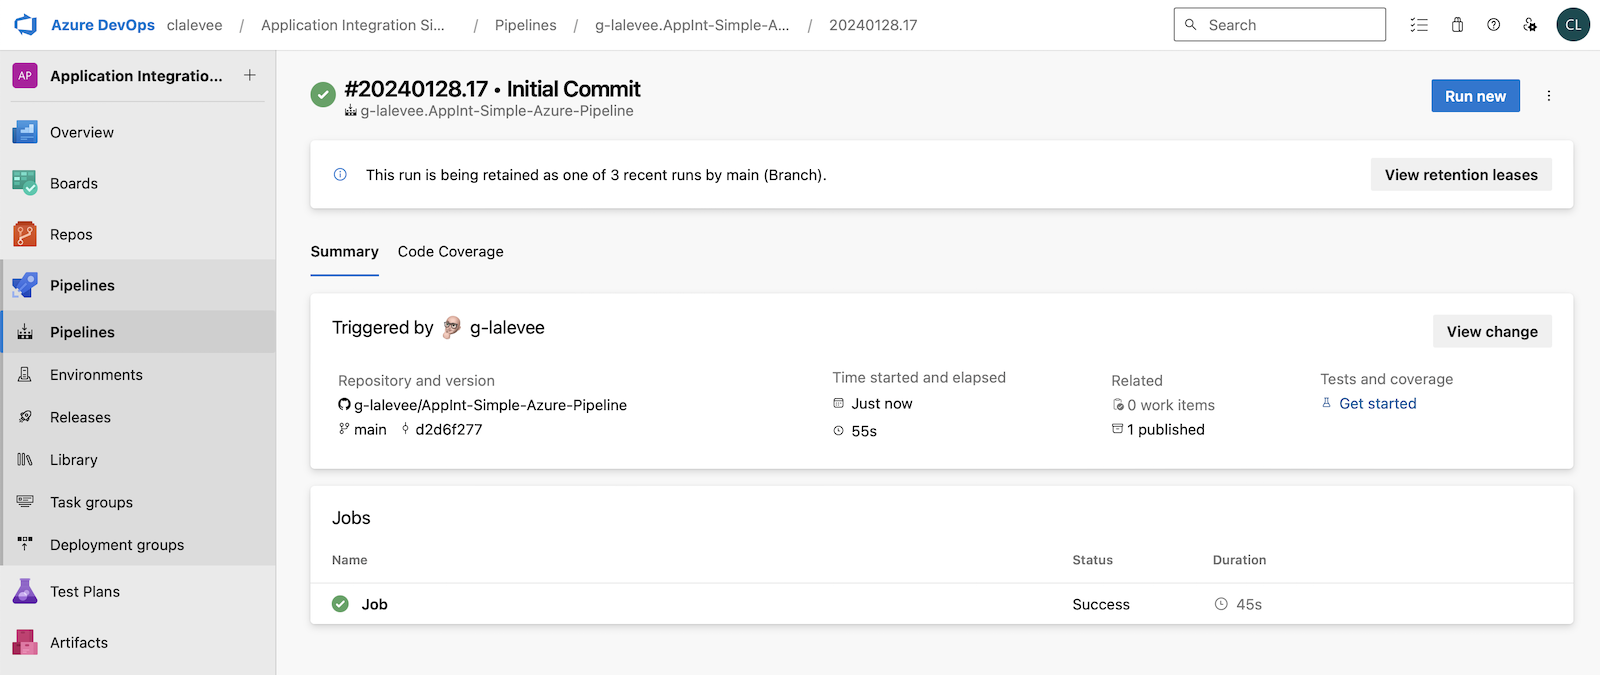 Azure DevOps clalevee / Application Integration Si... / Pipelines / g-lalevee.AppInt-Simple-A... / 20240128.17
Search
CL
AP Application Integratio... +
Overview
Boards
Repos
Pipelines
Pipelines
Environments
Releases
Library
Task groups
Deployment groups
Test Plans
Artifacts
#20240128.17 • Initial Commit
g-lalevee.AppInt-Simple-Azure-Pipeline
Run new
This run is being retained as one of 3 recent runs by main (Branch).
View retention leases
Summary Code Coverage
Triggered by g-lalevee
View change
Repository and version
g-lalevee/AppInt-Simple-Azure-Pipeline
main d2d6f277
Time started and elapsed
Just now
55s
Related
0 work items
1 published
Tests and coverage
Get started
Jobs
Name Status Duration
Job Success 45s